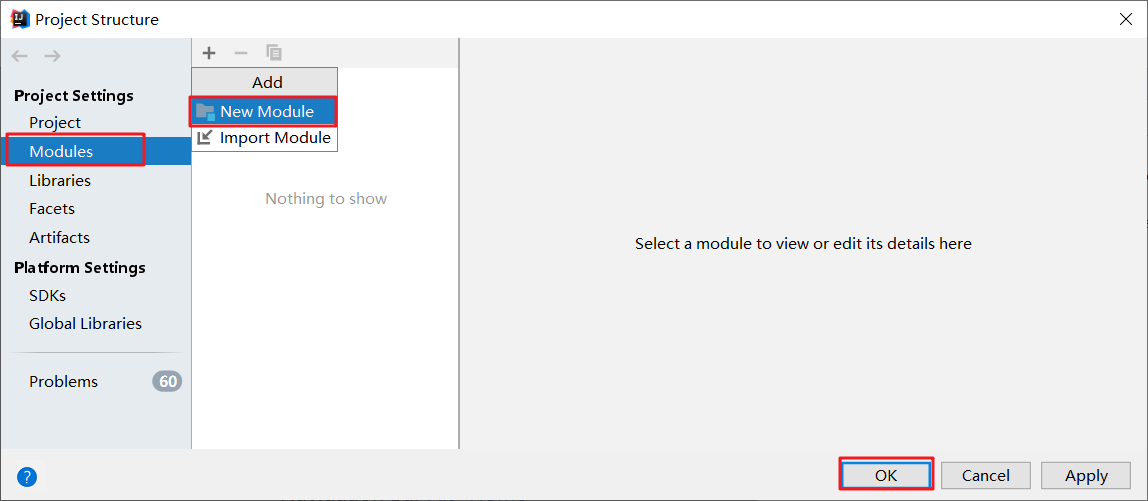 Project Structure
Project Settings
Project
Modules
Libraries
Facets
Artifacts
Platform Settings
SDKs
Global Libraries
Problems 60
Add
New Module
Import Module
Nothing to show
Select a module to view or edit its details here
?
OK Cancel Apply